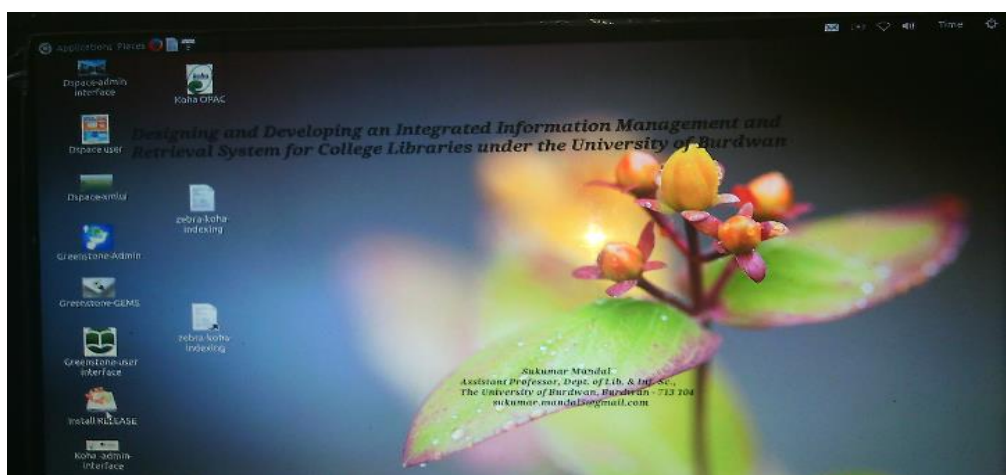 Applications Places
Time
Dspace-admin
interface
Koha OPAC
Designing and Developing an Integrated Information Management and
Retrieval System for College Libraries under the University of Burdwan
Dspace user
Dspace-xmlui
zebra-koha-
indexing
Greenstone-Admin
Greenstone-GEMS
zebra-koha-
indexing
Greenstone-user
interface
Sukumar Mandal
Assistant Professor, Dept. of Lib. & Inf. Sc.,
The University of Burdwan, Burdwan - 713 104
sukumar.mandals@gmail.com
Install RELEASE
Koha -admin-
interface